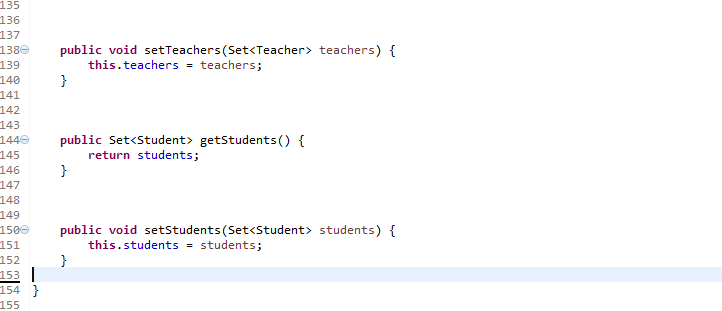 135
136
137
138 public void setTeachers(Set<Teacher> teachers) {
139 this.teachers = teachers;
140 }
141
142
143
144 public Set<Student> getStudents() {
145 return students;
146 }
147
148
149
150 public void setStudents(Set<Student> students) {
151 this.students = students;
152 }
153
154 }
155